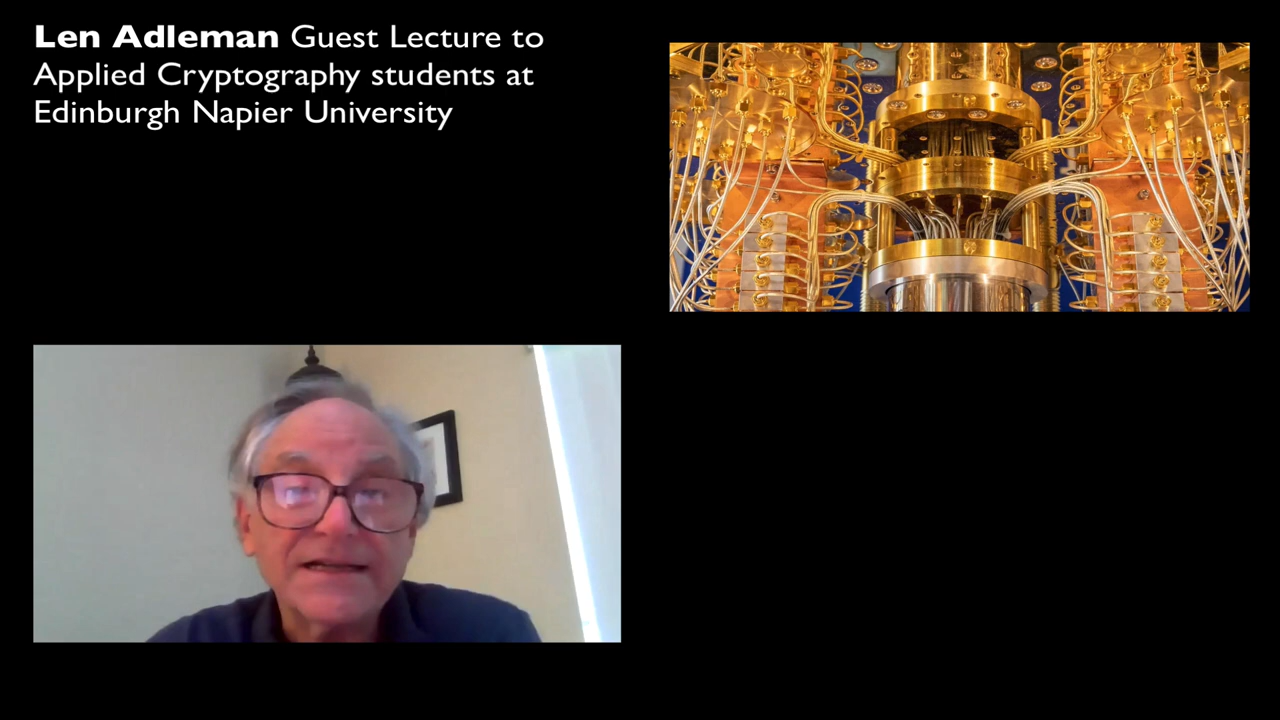 Len Adleman Guest Lecture to
Applied Cryptography students at
Edinburgh Napier University